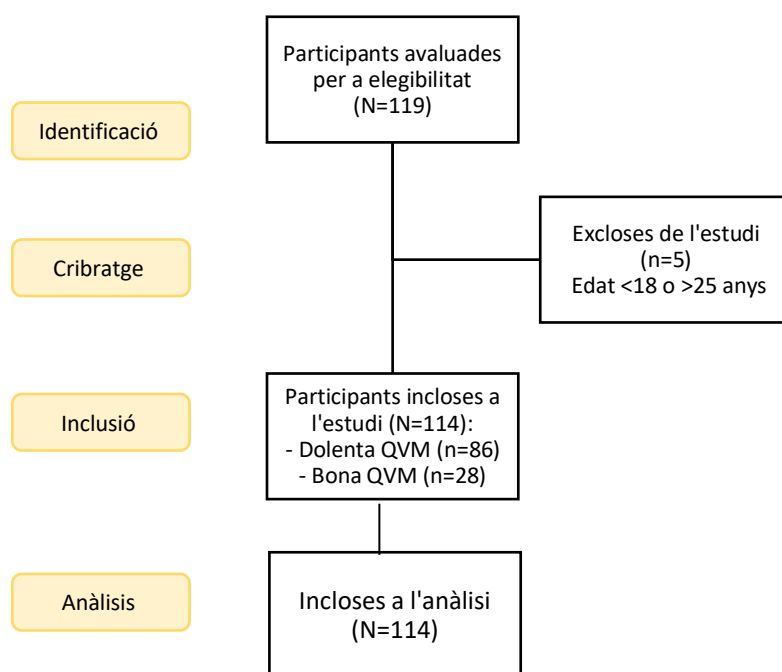 Participants avaluades
per a elegibilitat
(N=119)
Identificació
Excloses de l'estudi
(n=5)
Edat <18 o >25 anys
Cribratge
Participants incloses a
l'estudi (N=114):
- Dolenta QVM (n=86)
- Bona QVM (n=28)
Inclusió
Incloses a l'anàlisi
(N=114)
Anàlisis